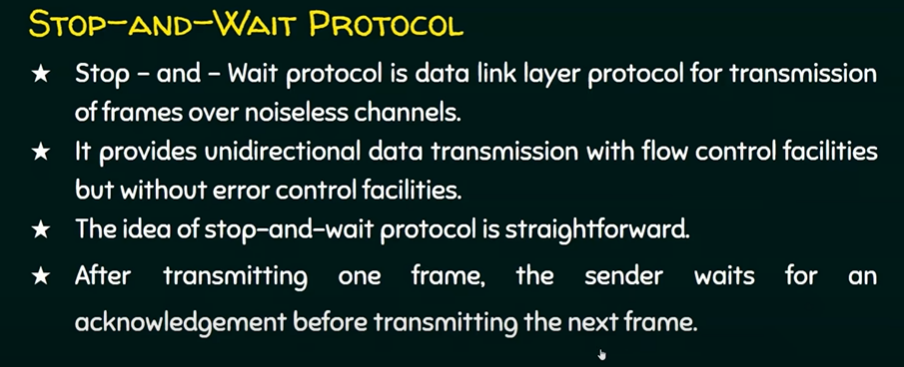 STOP-AND-WAIT PROTOCOL
★ Stop – and – Wait protocol is data link layer protocol for transmission
of frames over noiseless channels.
★ It provides unidirectional data transmission with flow control facilities
but without error control facilities.
★ The idea of stop-and-wait protocol is straightforward.
★ After transmitting one frame, the sender waits for an
acknowledgement before transmitting the next frame.